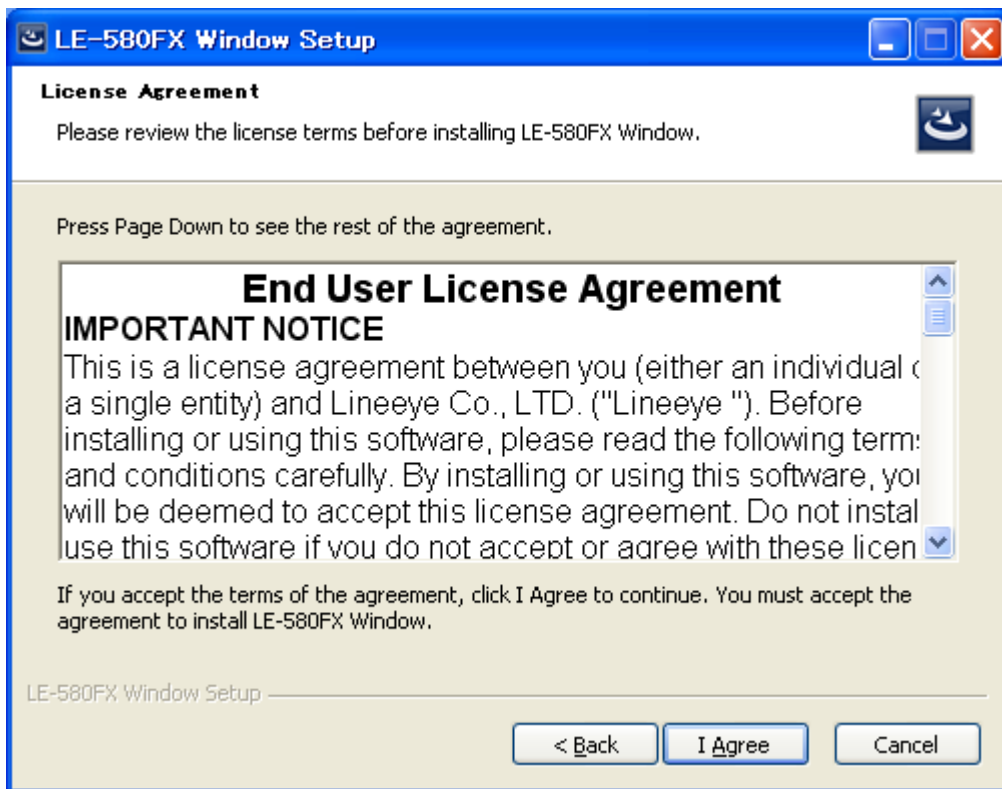 LE-580FX Window Setup
License Agreement
Please review the license terms before installing LE-580FX Window.
Press Page Down to see the rest of the agreement.
End User License Agreement
IMPORTANT NOTICE
This is a license agreement between you (either an individual
a single entity) and Lineeye Co., LTD. ("Lineeye "). Before
installing or using this software, please read the following
and conditions carefully. By installing or using this software,
will be deemed to accept this license agreement. Do not
use this software if you do not accept or agree with these
If you accept the terms of the agreement, click I Agree to continue. You must accept the
agreement to install LE-580FX Window.
LE-580FX Window Setup
< Back
I Agree
Cancel